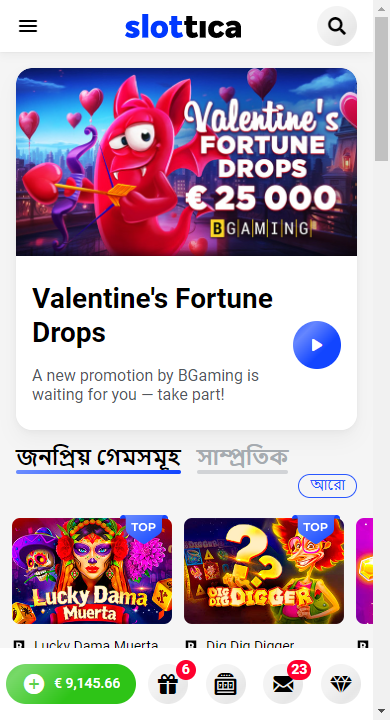 slottica
Valentine's
FORTUNE
DROPS
€ 25 000
BGAMING
Valentine's Fortune
Drops
A new promotion by BGaming is
waiting for you — take part!
জনপ্রিয় গেমসমূহ সাম্প্রতিক
আরো
TOP TOP
Lucky Dama
Muerta
DIG DIG
DIGGER
Lucky Dama Muerta Dig Dig Digger
€ 9,145.66 6 23